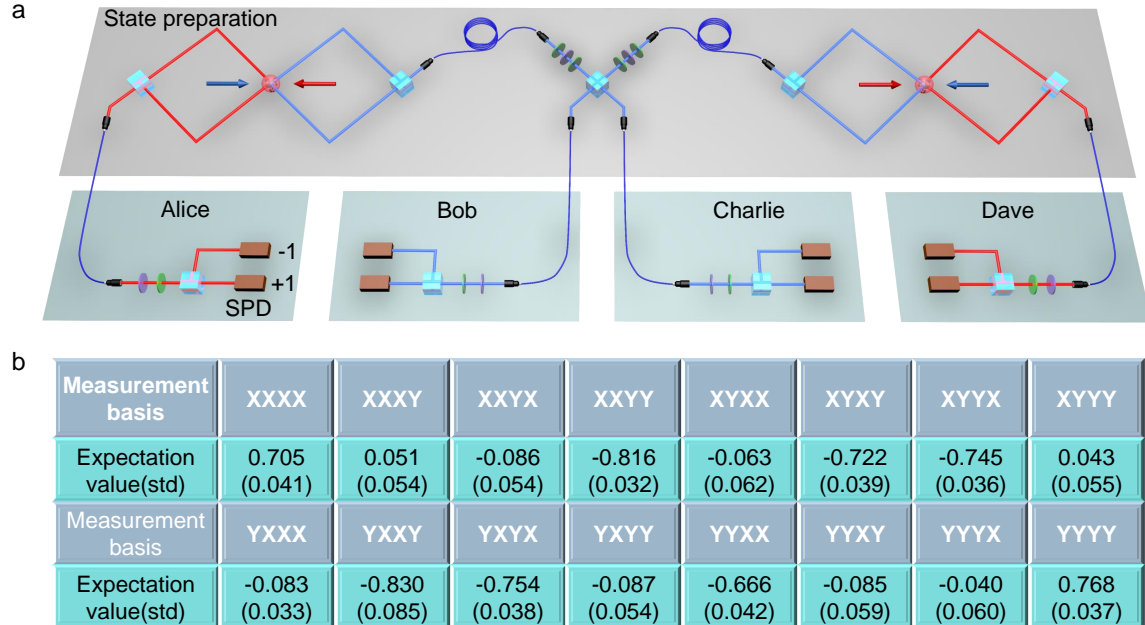 a
State preparation
Alice
Bob
Charlie
Dave
-1
+1
SPD
b
Measurement basis XXXX XXXY XXYX XXYY XYXX XYXY XYYX XYYY
Expectation value(std) 0.705 (0.041) 0.051 (0.054) -0.086 (0.054) -0.816 (0.032) -0.063 (0.062) -0.722 (0.039) -0.745 (0.036) 0.043 (0.055)
Measurement basis YXXX YXXY YXYX YXYY YYXX YYXY YYYX YYYY
Expectation value(std) -0.083 (0.033) -0.830 (0.085) -0.754 (0.038) -0.087 (0.054) -0.666 (0.042) -0.085 (0.059) -0.040 (0.060) 0.768 (0.037)